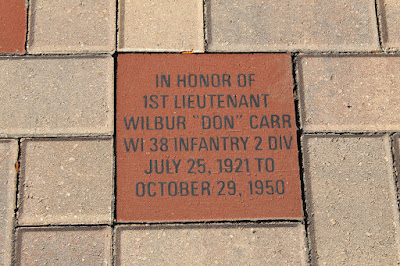 IN HONOR OF
1ST LIEUTENANT
WILBUR "DON" CARR
WI 38 INFANTRY 2 DIV
JULY 25, 1921 TO
OCTOBER 29, 1950